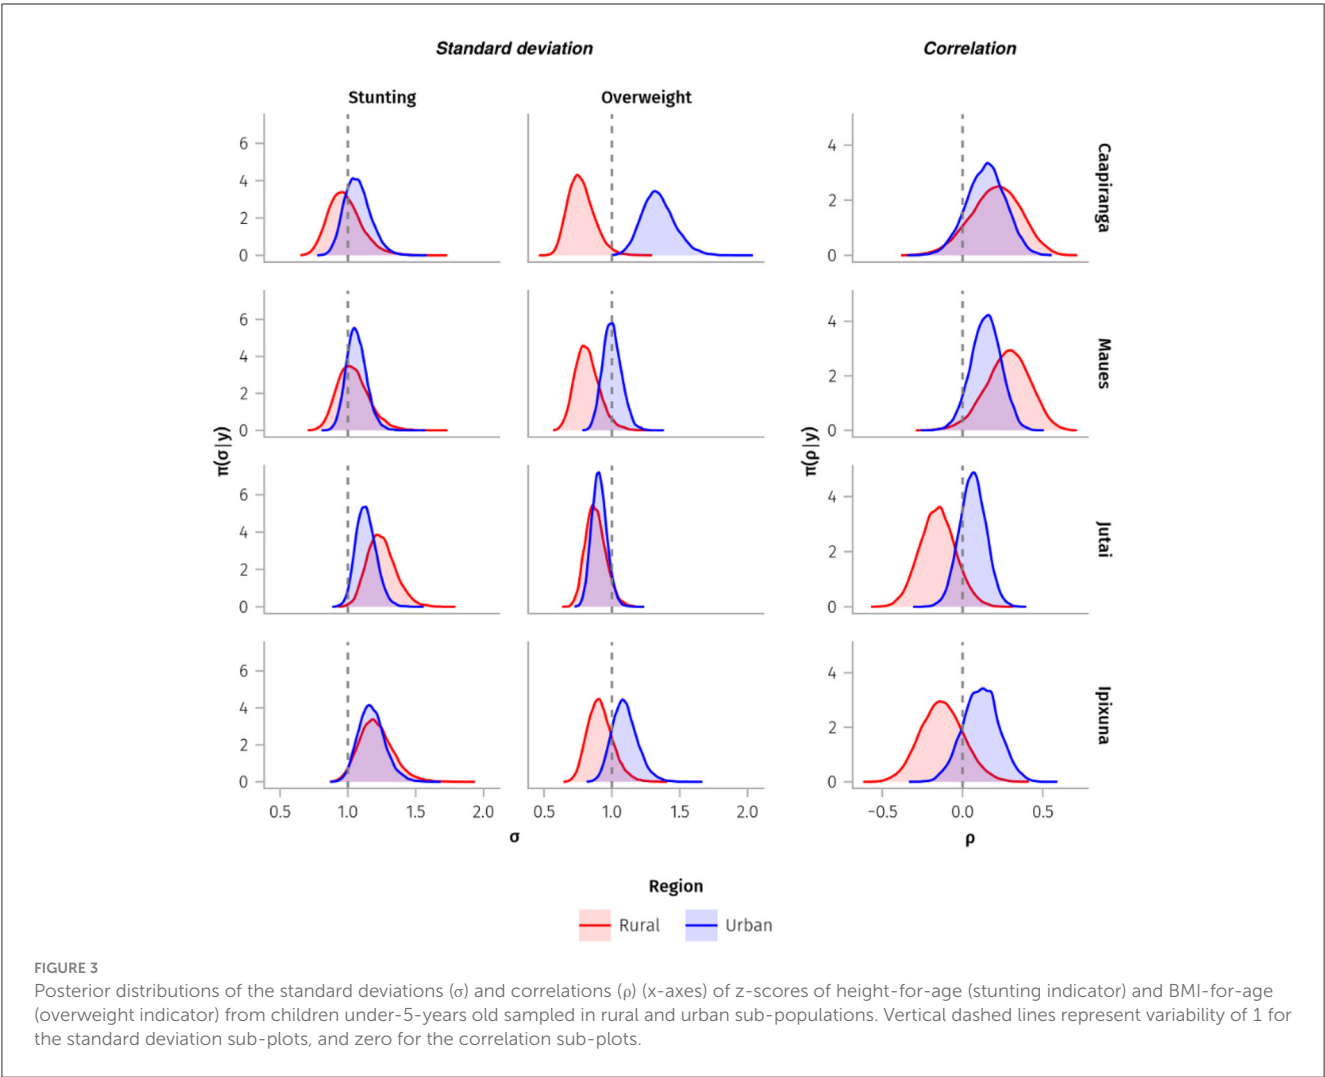 Standard deviation
Correlation
Stunting
Overweight
6
4
2
0
4
2
0
Caapiranga
6
4
2
0
4
2
0
Maues
π(σ|y)
π(ρ|y)
6
4
2
0
4
2
0
Jutai
6
4
2
0
4
2
0
Ipixuna
0.5 1.0 1.5 2.0
0.5 1.0 1.5 2.0
−0.5 0.0 0.5
σ
ρ
Region
Rural Urban
FIGURE 3
Posterior distributions of the standard deviations (σ) and correlations (ρ) (x-axes) of z-scores of height-for-age (stunting indicator) and BMI-for-age
(overweight indicator) from children under-5-years old sampled in rural and urban sub-populations. Vertical dashed lines represent variability of 1 for
the standard deviation sub-plots, and zero for the correlation sub-plots.